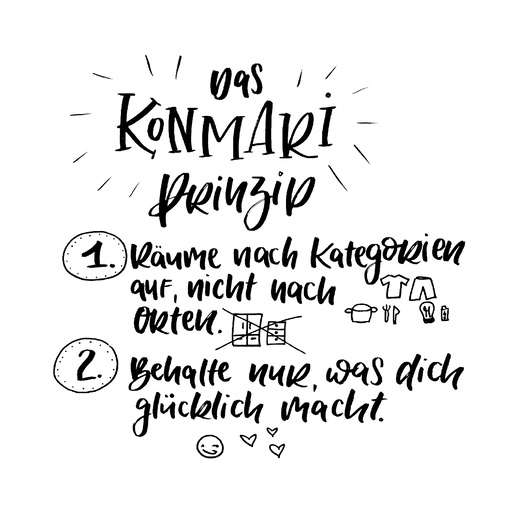 Das
KONMARI
Prinzip
1. Räume nach Kategorien
auf, nicht nach
Orten.
2. Behalte nur, was dich
glücklich macht.